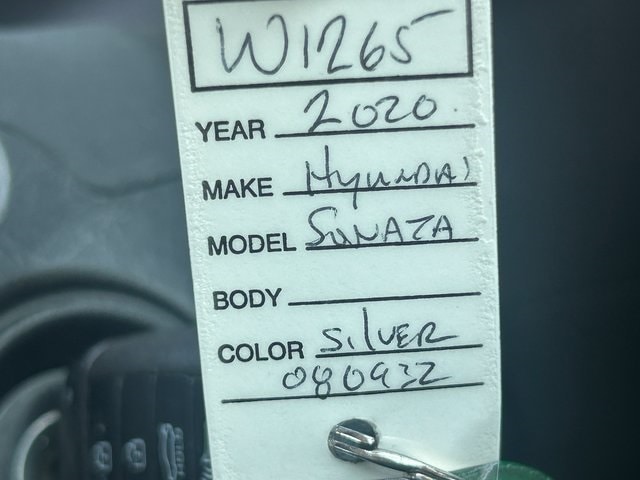 W1265
YEAR 2020.
MAKE Hyundai
MODEL SONATA
BODY
COLOR Silver
080932